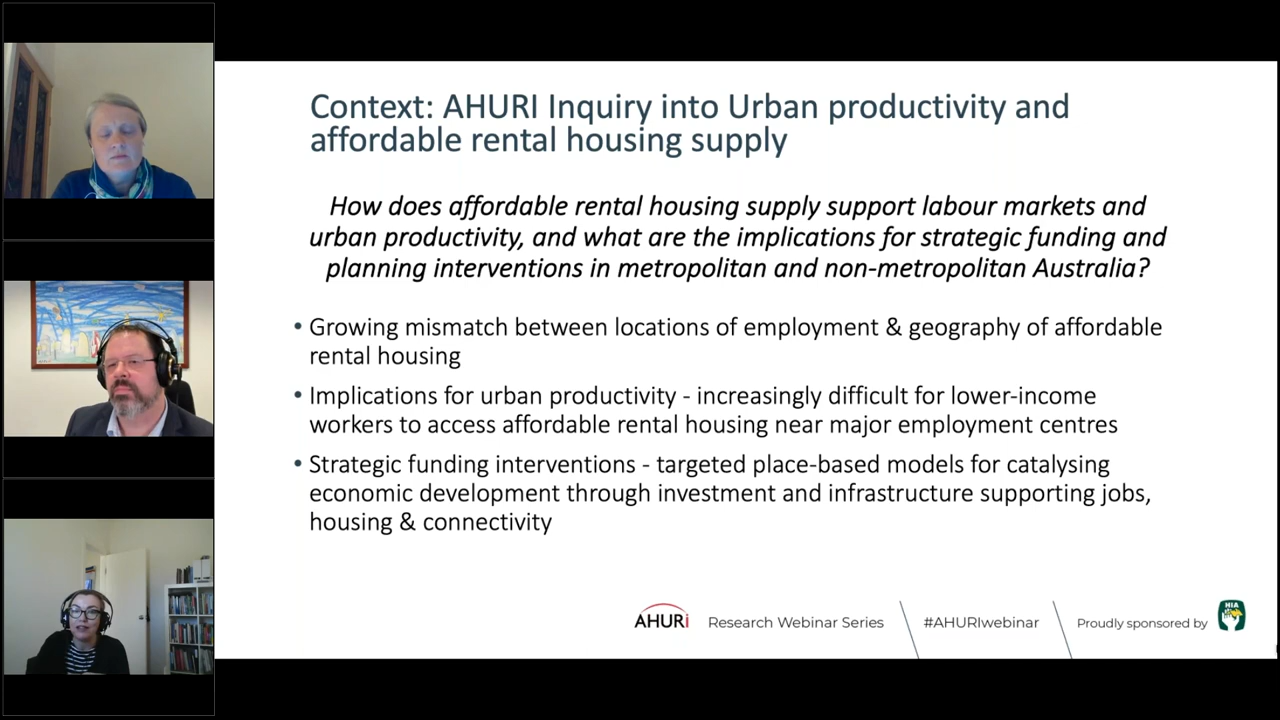 Context: AHURI Inquiry into Urban productivity and
affordable rental housing supply
How does affordable rental housing supply support labour markets and
urban productivity, and what are the implications for strategic funding and
planning interventions in metropolitan and non-metropolitan Australia?
• Growing mismatch between locations of employment & geography of affordable
rental housing
• Implications for urban productivity - increasingly difficult for lower-income
workers to access affordable rental housing near major employment centres
• Strategic funding interventions - targeted place-based models for catalysing
economic development through investment and infrastructure supporting jobs,
housing & connectivity
AHURi Research Webinar Series #AHURIwebinar Proudly sponsored by HIA